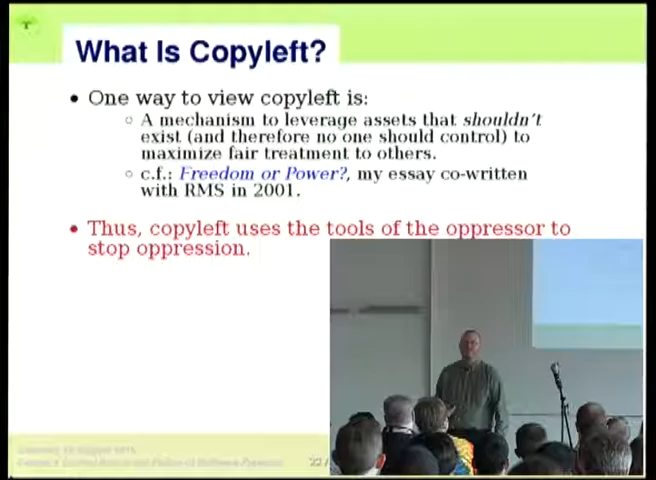 What Is Copyleft?
• One way to view copyleft is:
◦ A mechanism to leverage assets that shouldn't
exist (and therefore no one should control) to
maximize fair treatment to others.
◦ c.f.: Freedom or Power?, my essay co-written
with RMS in 2001.
• Thus, copyleft uses the tools of the oppressor to
stop oppression.